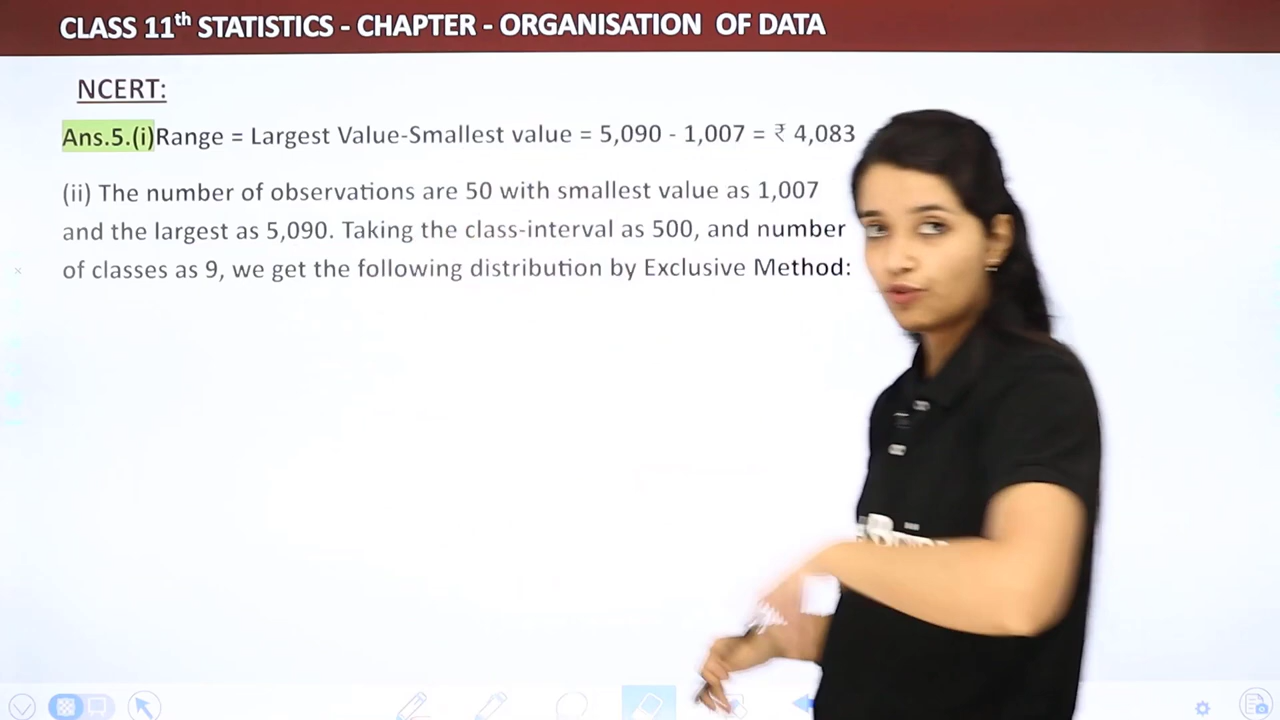 CLASS 11th STATISTICS - CHAPTER - ORGANISATION OF DATA
NCERT:
Ans.5.(i)Range = Largest Value-Smallest value = 5,090 - 1,007 = ₹ 4,083
(ii) The number of observations are 50 with smallest value as 1,007
and the largest as 5,090. Taking the class-interval as 500, and number
of classes as 9, we get the following distribution by Exclusive Method: